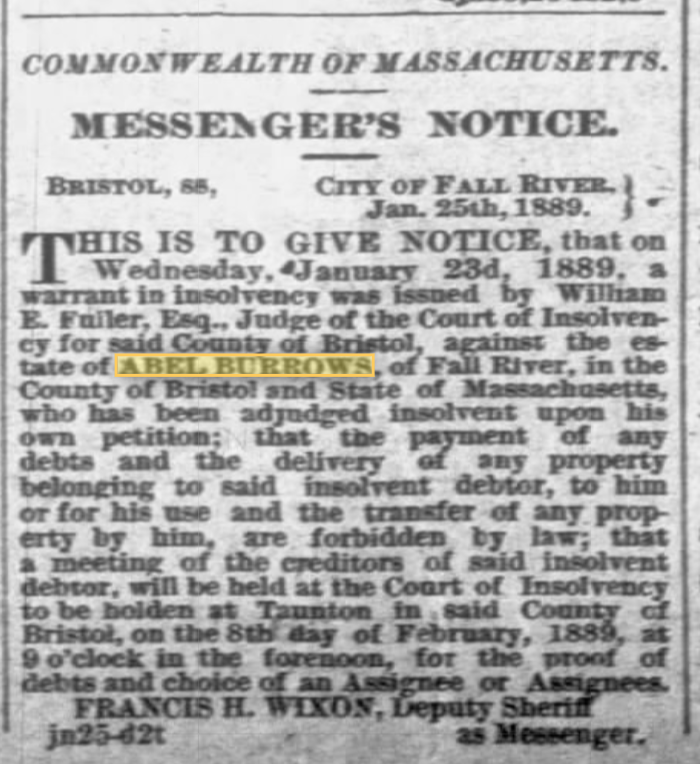 COMMONWEALTH OF MASSACHUSETTS.
MESSENGER'S NOTICE.
BRISTOL, SS, CITY OF FALL RIVER. }
Jan. 25th, 1889. }
THIS IS TO GIVE NOTICE, that on
Wednesday, January 23d, 1889, a
warrant in insolvency was issued by William
E. Fuller, Esq., Judge of the Court of Insolven-
cy for said County of Bristol, against the es-
tate of ABEL BURROWS, of Fall River, in the
County of Bristol and State of Massachusetts,
who has been adjudged insolvent upon his
own petition; that the payment of any
debts and the delivery of any property
belonging to said insolvent debtor, to him
or for his use and the transfer of any prop-
erty by him, are forbidden by law; that
a meeting of the creditors of said insolvent
debtor, will be held at the Court of Insolvency
to be holden at Taunton in said County of
Bristol, on the 8th day of February, 1889, at
9 o'clock in the forenoon, for the proof of
debts and choice of an Assignee or Assignees.
FRANCIS H. WIXON, Deputy Sheriff
jn25-d2t as Messenger.